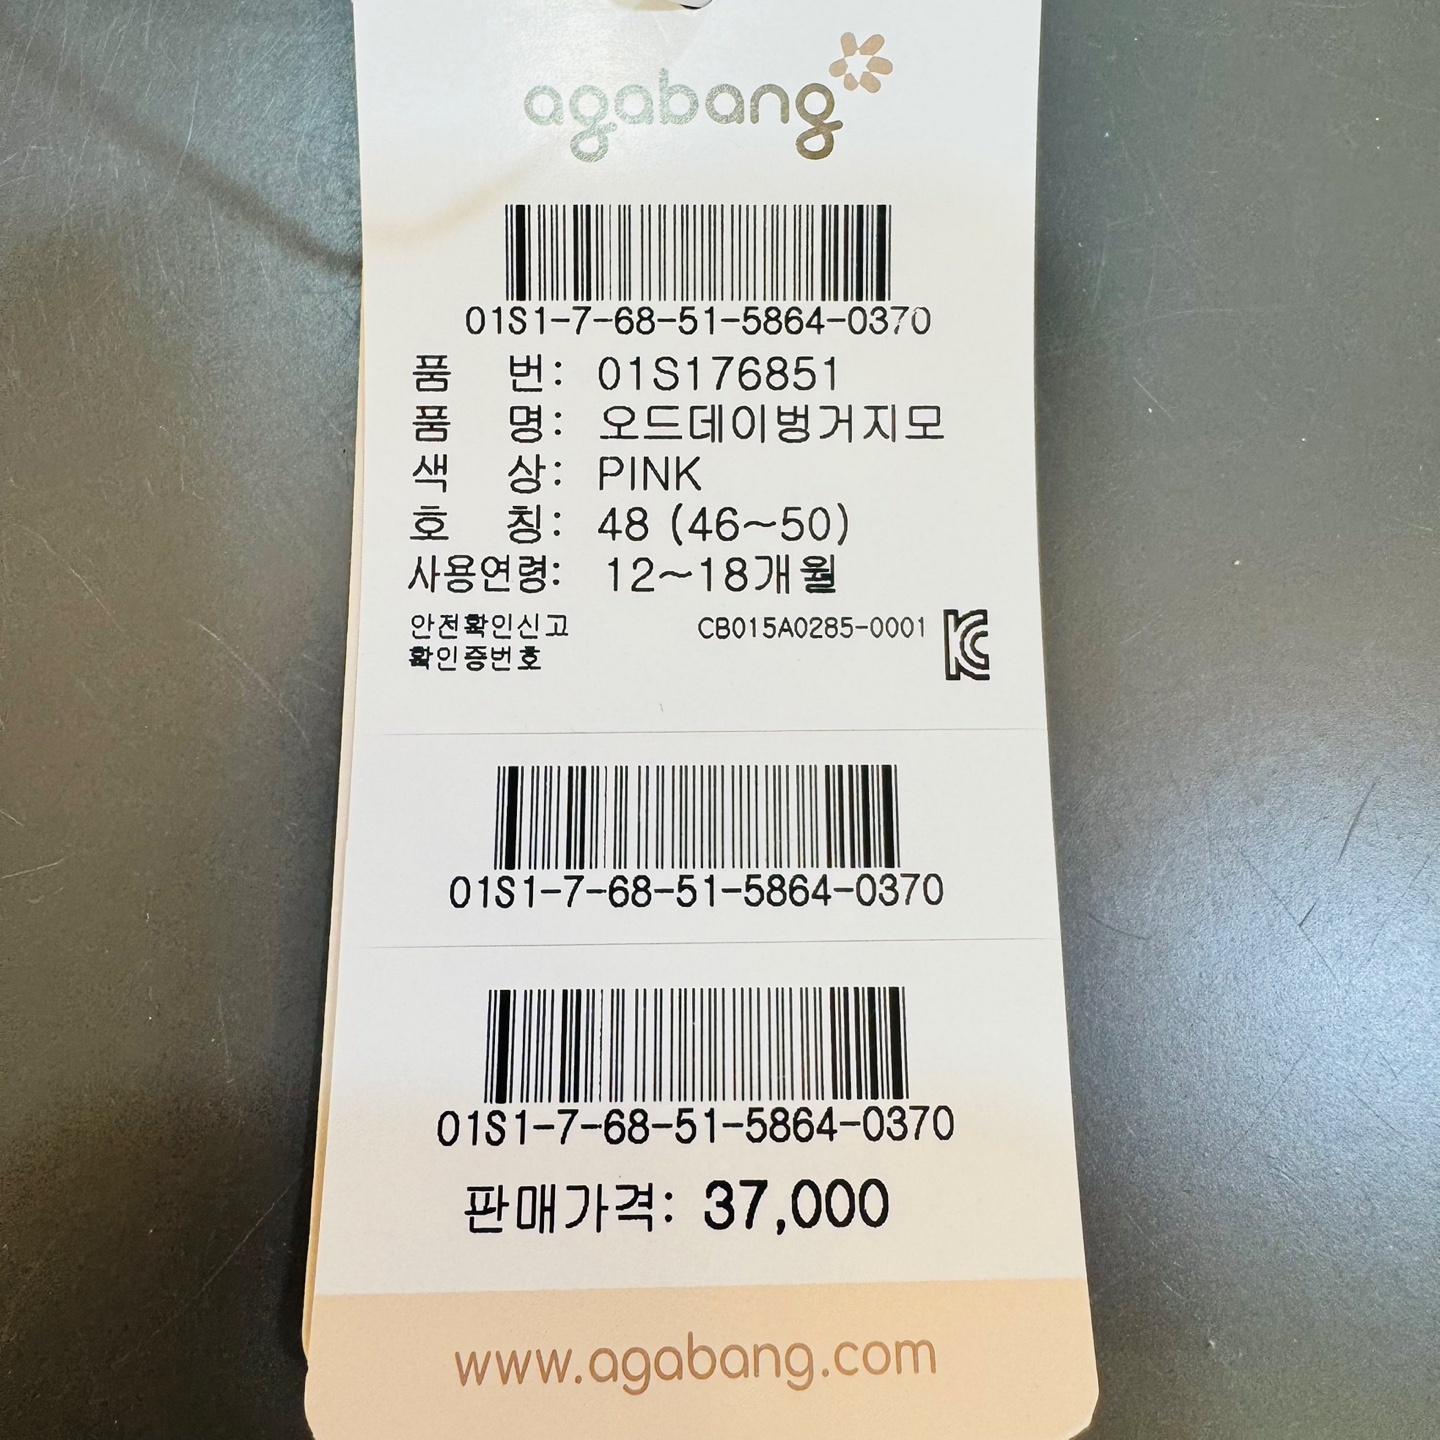 agabang
01S1-7-68-51-5864-0370
품 번: 01S176851
품 명: 오드데이벙거지모
색 상: PINK
호 칭: 48 (46~50)
사용연령: 12~18개월
안전확인신고 CB015A0285-0001
확인증번호
01S1-7-68-51-5864-0370
01S1-7-68-51-5864-0370
판매가격: 37,000
www.agabang.com